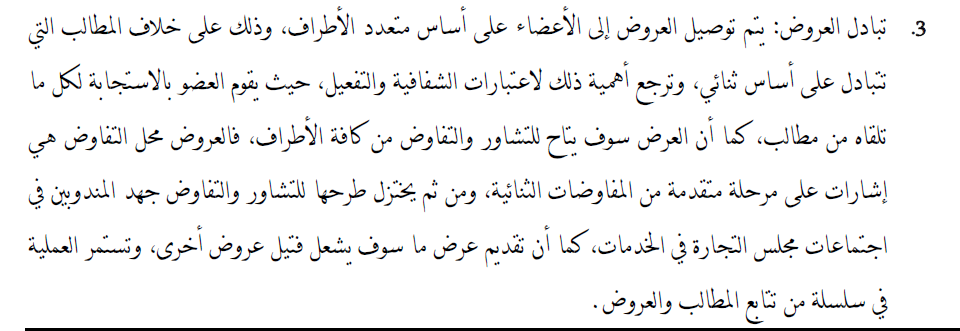 3. تبادل العروض: يتم توصيل العروض إلى الأعضاء على أساس متعدد الأطراف، وذلك على خلاف المطالب التي
تتبادل على أساس ثنائي، وترجع أهمية ذلك لاعتبارات الشفافية والتفعيل، حيث يقوم العضو بالاستجابة لكل ما
تلقاه من مطالب، كما أن العرض سوف يتاح للتشاور والتفاوض من كافة الأطراف، فالعروض محل التفاوض هي
إشارات على مرحلة متقدمة من المفاوضات الثنائية، ومن ثم يختزل طرحها للتشاور والتفاوض جهد المندوبين في
اجتماعات مجلس التجارة في الخدمات، كما أن تقديم عرض ما سوف يشعل فتيل عروض أخرى، وتستمر العملية
في سلسلة من تتابع المطالب والعروض.